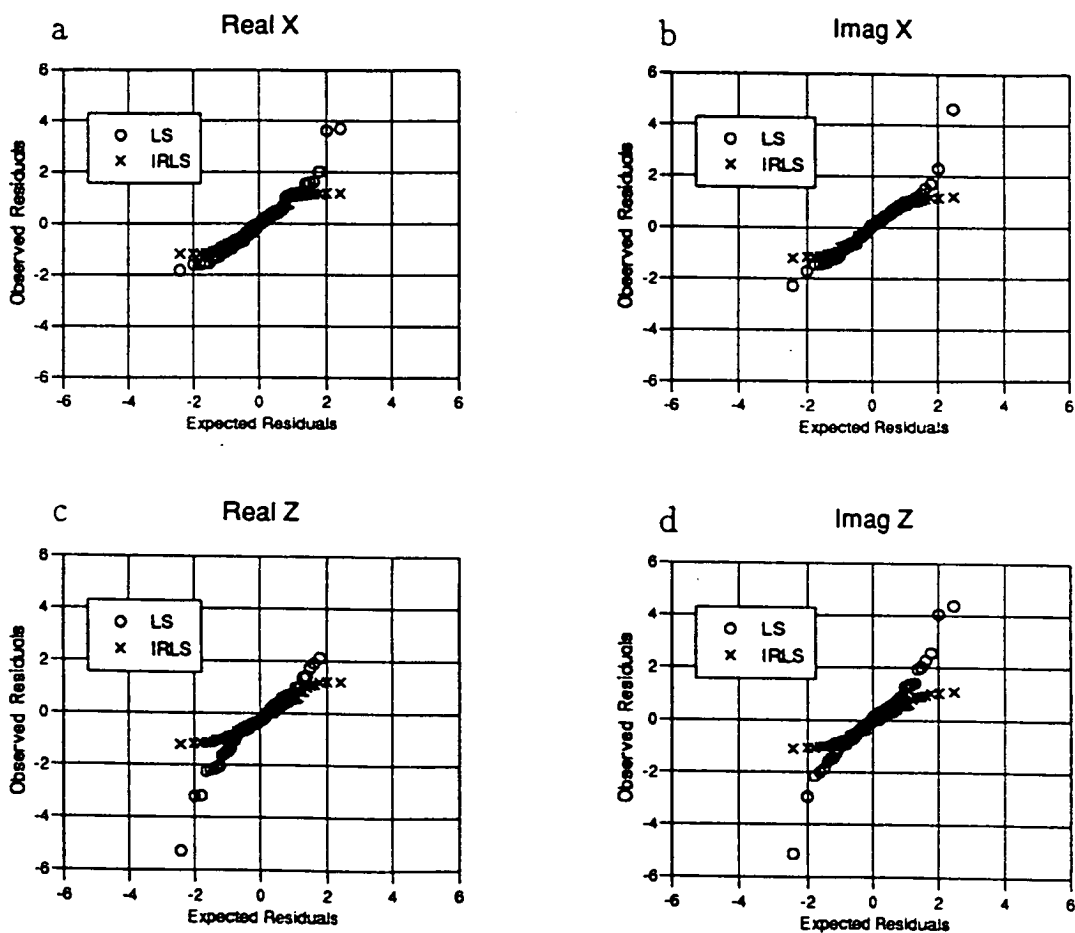 a
Real X
6
4
2
0
-2
-4
-6
Observed Residuals
O LS
× IRLS
-6 -4 -2 0 2 4 6
Expected Residuals
b
Imag X
6
4
2
0
-2
-4
-6
Observed Residuals
O LS
× IRLS
-6 -4 -2 0 2 4 6
Expected Residuals
c
Real Z
6
4
2
0
-2
-4
-6
Observed Residuals
O LS
× IRLS
-6 -4 -2 0 2 4 6
Expected Residuals
d
Imag Z
6
4
2
0
-2
-4
-6
Observed Residuals
O LS
× IRLS
-6 -4 -2 0 2 4 6
Expected Residuals